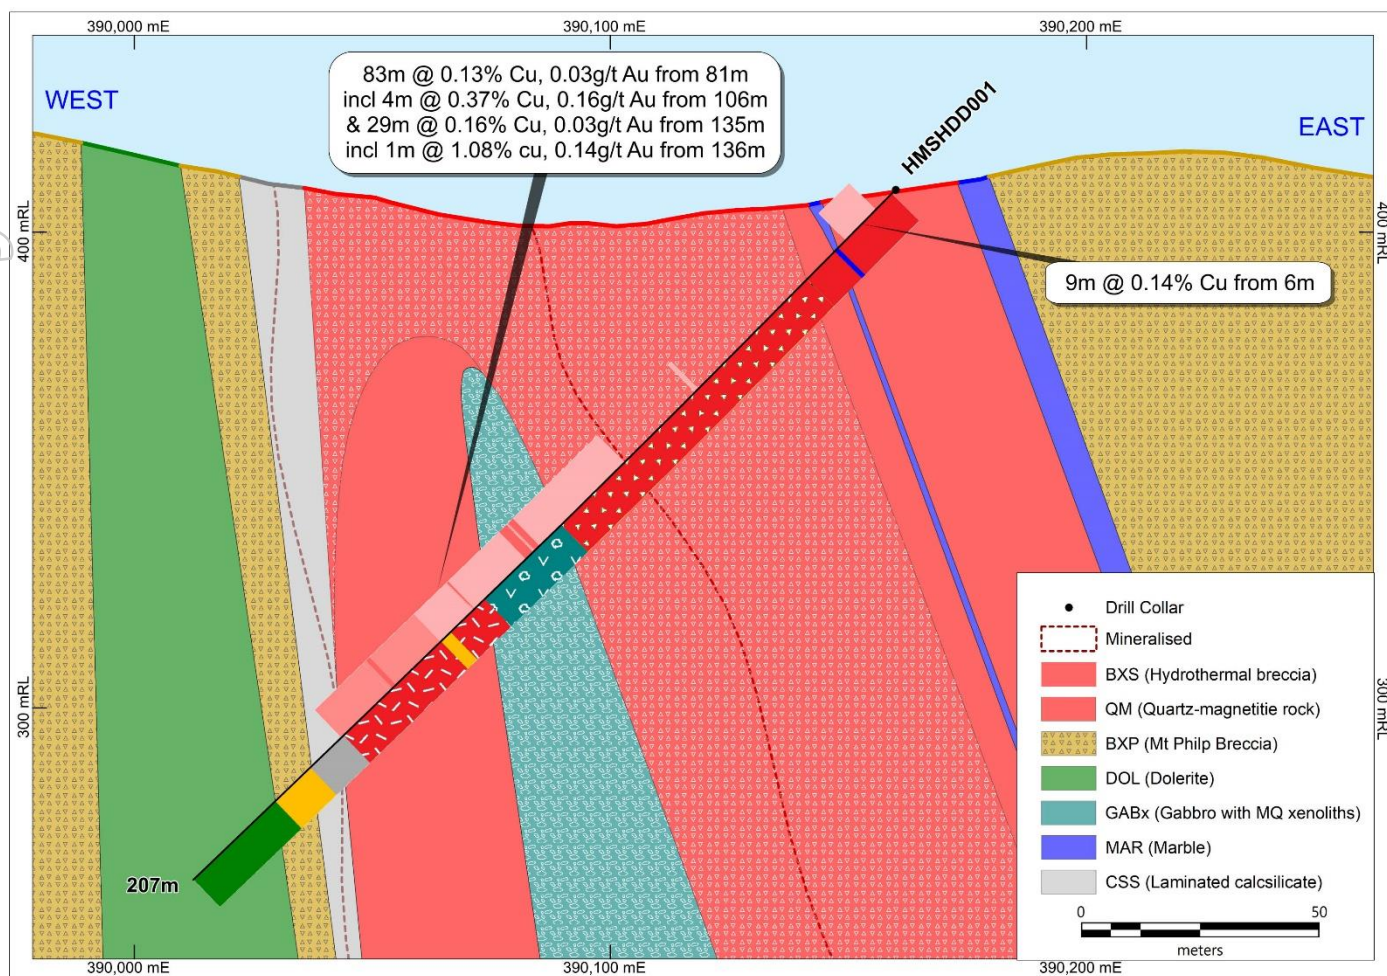 390,000 mE
390,100 mE
390,200 mE
WEST
EAST
83m @ 0.13% Cu, 0.03g/t Au from 81m
incl 4m @ 0.37% Cu, 0.16g/t Au from 106m
& 29m @ 0.16% Cu, 0.03g/t Au from 135m
incl 1m @ 1.08% cu, 0.14g/t Au from 136m
HMSHDD001
400 mRL
400 mRL
9m @ 0.14% Cu from 6m
300 mRL
300 mRL
207m
Drill Collar
Mineralised
BXS (Hydrothermal breccia)
QM (Quartz-magnetitie rock)
BXP (Mt Philp Breccia)
DOL (Dolerite)
GABx (Gabbro with MQ xenoliths)
MAR (Marble)
CSS (Laminated calcsilicate)
0 50
meters
390,000 mE
390,100 mE
390,200 mE